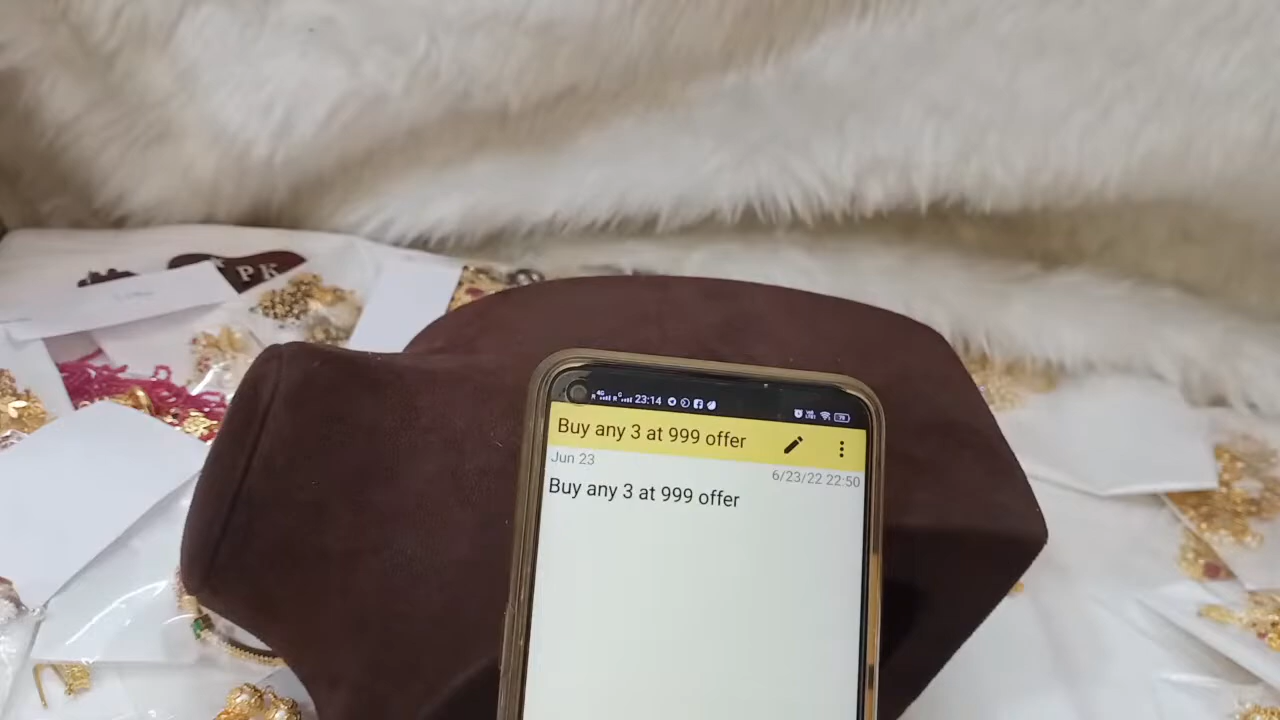 PK
23:14
Buy any 3 at 999 offer
Jun 23
6/23/22 22:50
Buy any 3 at 999 offer